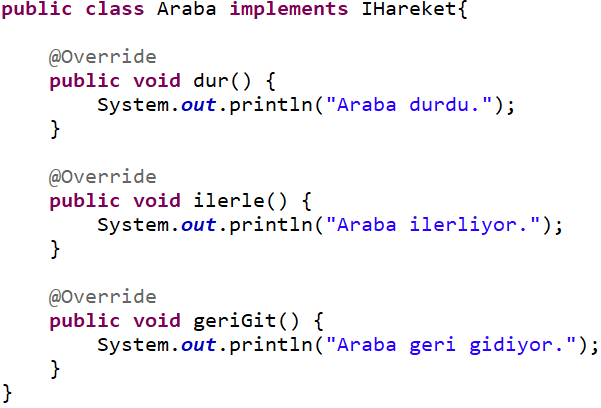 public class Araba implements IHareket{
@Override
public void dur() {
System.out.println("Araba durdu.");
}
@Override
public void ilerle() {
System.out.println("Araba ilerliyor.");
}
@Override
public void geriGit() {
System.out.println("Araba geri gidiyor.");
}
}